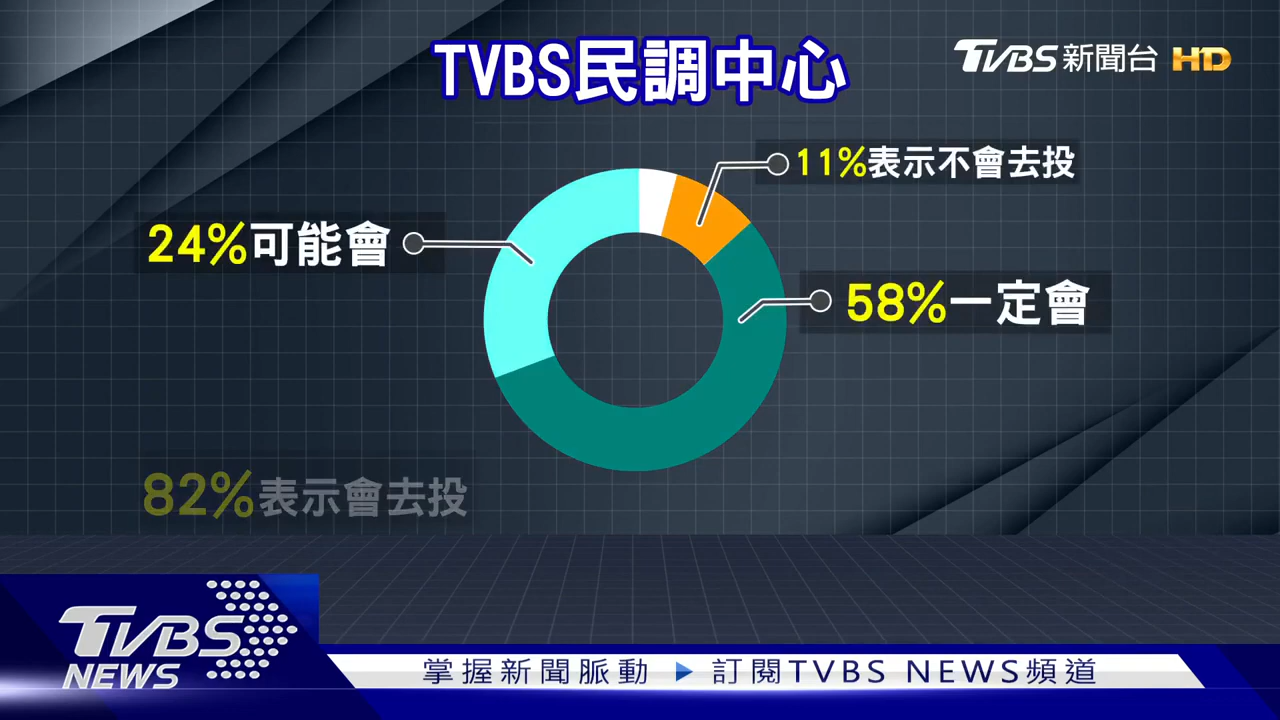 TVBS民調中心
TVBS新聞台 HD
11%表示不會去投
24%可能會
58%一定會
82%表示會去投
TVBS
NEWS
掌握新聞脈動 ▶ 訂閱TVBS NEWS頻道